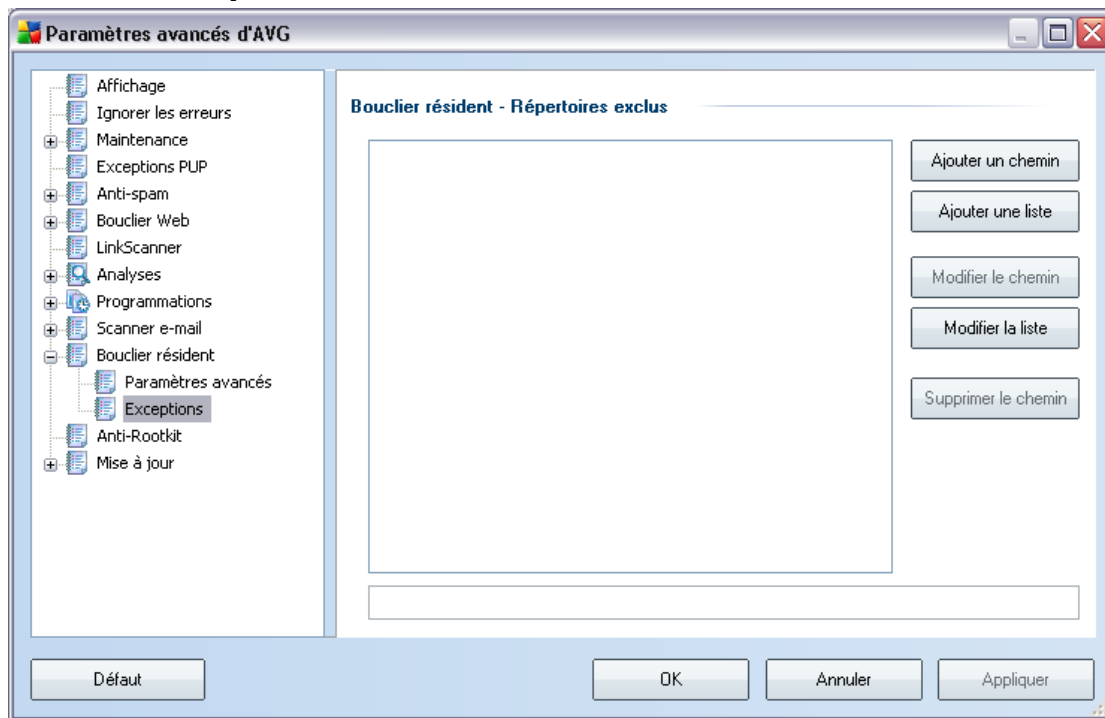 Paramètres avancés d'AVG
Affichage
Ignorer les erreurs
Maintenance
Exceptions PUP
Anti-spam
Bouclier Web
LinkScanner
Analyses
Programmations
Scanner e-mail
Bouclier résident
Paramètres avancés
Exceptions
Anti-Rootkit
Mise à jour
Bouclier résident - Répertoires exclus
Ajouter un chemin
Ajouter une liste
Modifier le chemin
Modifier la liste
Supprimer le chemin
Défaut
OK
Annuler
Appliquer